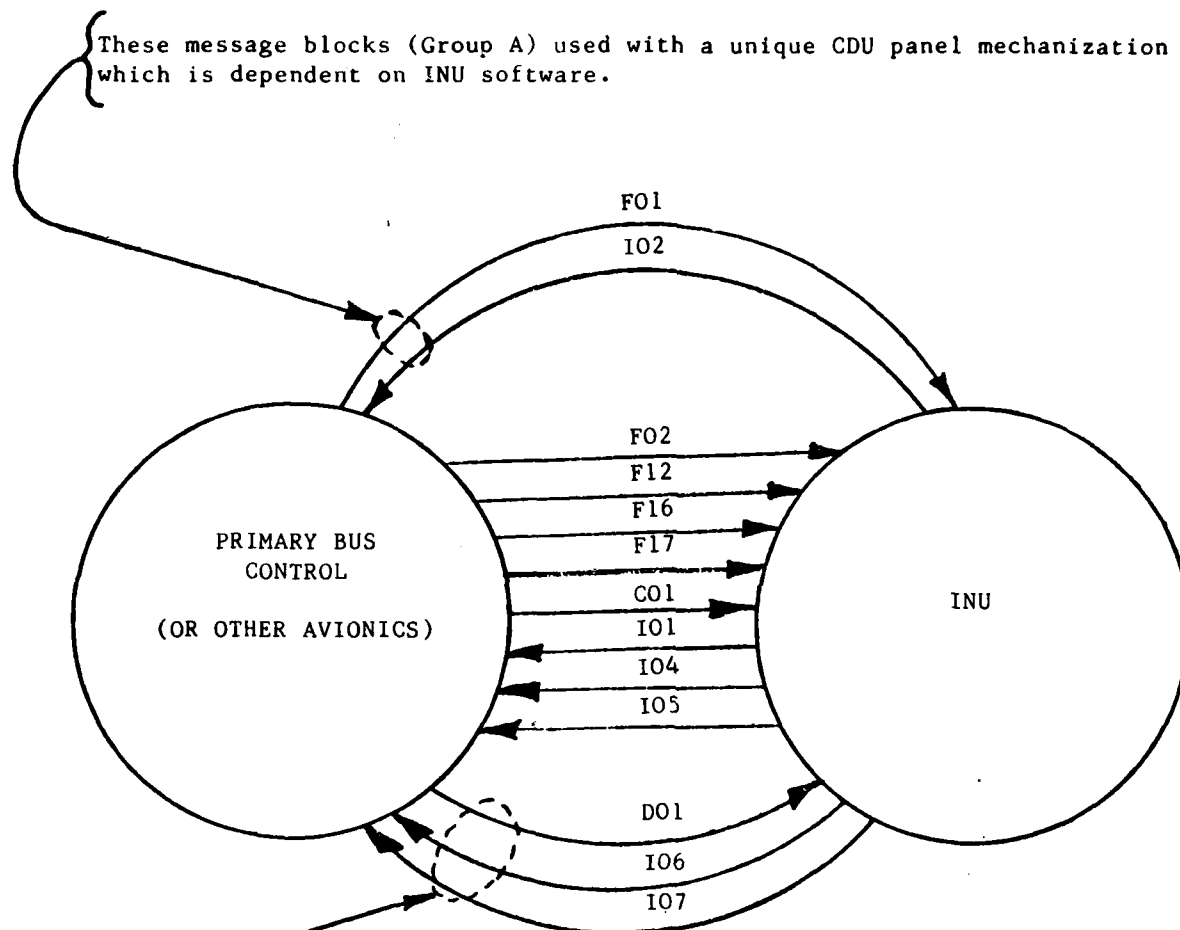 These message blocks (Group A) used with a unique CDU panel mechanization
which is dependent on INU software.
FO1
IO2
FO2
F12
F16
F17
CO1
IO1
IO4
IO5
PRIMARY BUS
CONTROL
(OR OTHER AVIONICS)
INU
DO1
IO6
IO7